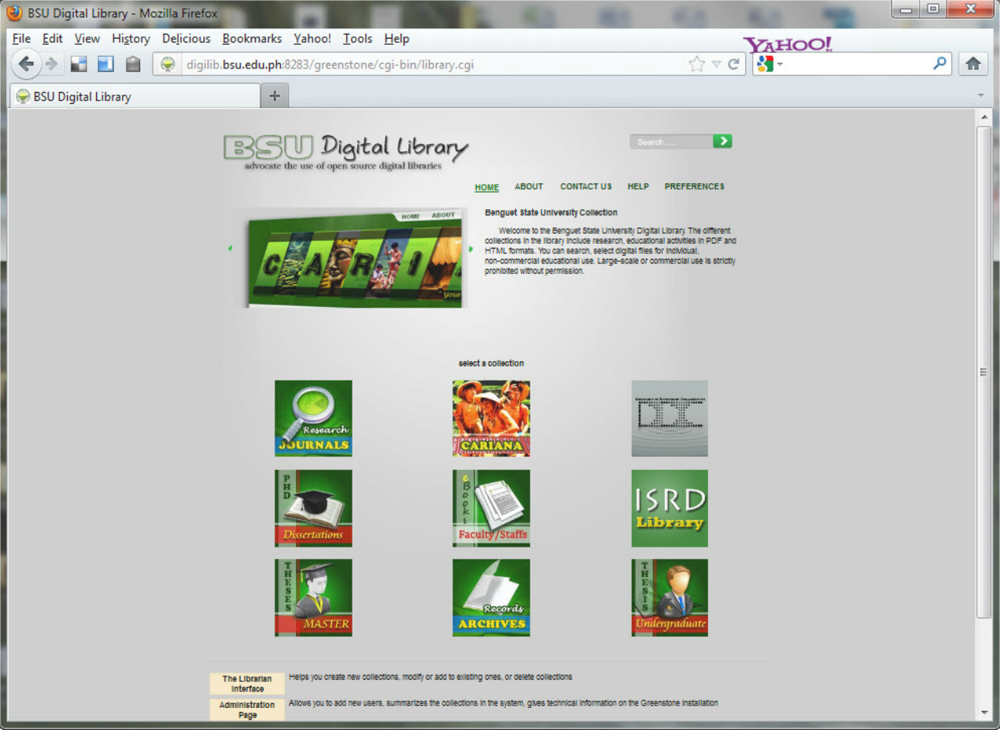 BSU Digital Library - Mozilla Firefox
File Edit View History Delicious Bookmarks Yahoo! Tools Help
YAHOO!
digilib.bsu.edu.ph:8283/greenstone/cgi-bin/library.cgi
BSU Digital Library
BSU Digital Library
advocate the use of open source digital libraries
Search.....
HOME ABOUT CONTACT US HELP PREFERENCES
HOME ABOUT
CARI
Your
Benguet State University Collection
Welcome to the Benguet State University Digital Library. The different
collections in the library include research, educational activities in PDF and
HTML formats. You can search, select digital files for individual,
non-commercial educational use. Large-scale or commercial use is strictly
prohibited without permission.
select a collection
Research
JOURNALS
CARIANA
PHD
Dissertations
eBooks
Faculty/Staffs
ISRD
Library
THESES
MASTER
Records
ARCHIVES
THESIS
Undergraduate
The Librarian
Interface
Helps you create new collections, modify or add to existing ones, or delete collections
Administration
Page
Allows you to add new users, summarizes the collections in the system, gives technical information on the Greenstone installation